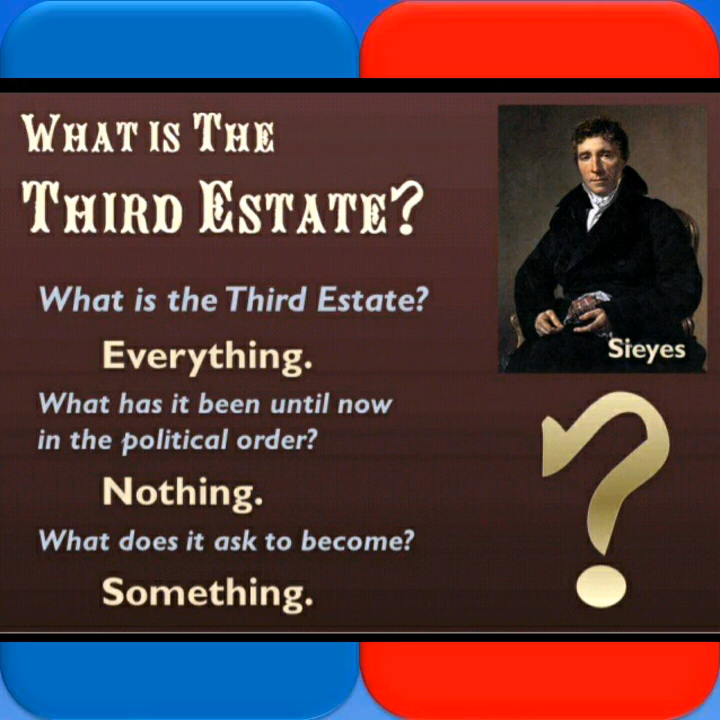 What is The
Third Estate?
What is the Third Estate?
Everything.
What has it been until now
in the political order?
Nothing.
What does it ask to become?
Something.
Sieyes
?